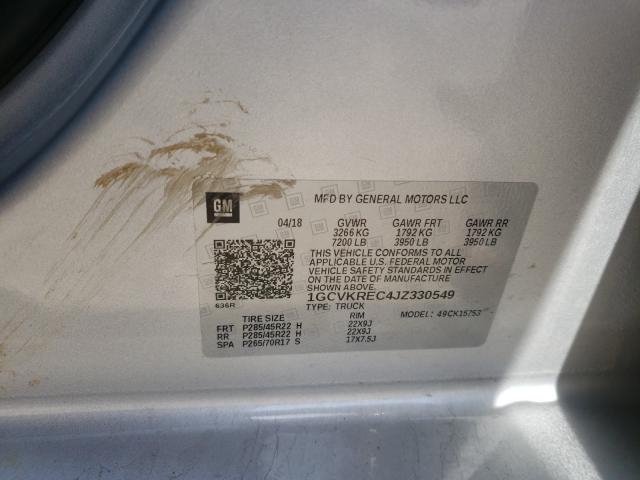 GM
MFD BY GENERAL MOTORS LLC
04/18 GVWR GAWR FRT GAWR RR
3266 KG 1792 KG 1792 KG
7200 LB 3950 LB 3950 LB
THIS VEHICLE CONFORMS TO ALL
APPLICABLE U.S. FEDERAL MOTOR
VEHICLE SAFETY STANDARDS IN EFFECT
ON THE DATE OF MANUFACTURE
SHOWN ABOVE.
1GCVKREC4JZ330549
636R
TYPE: TRUCK
TIRE SIZE RIM 49CK15753
FRT P285/45R22 H 22X9J
RR P285/45R22 H 22X9J
SPA P265/70R17 S 17X7.5J